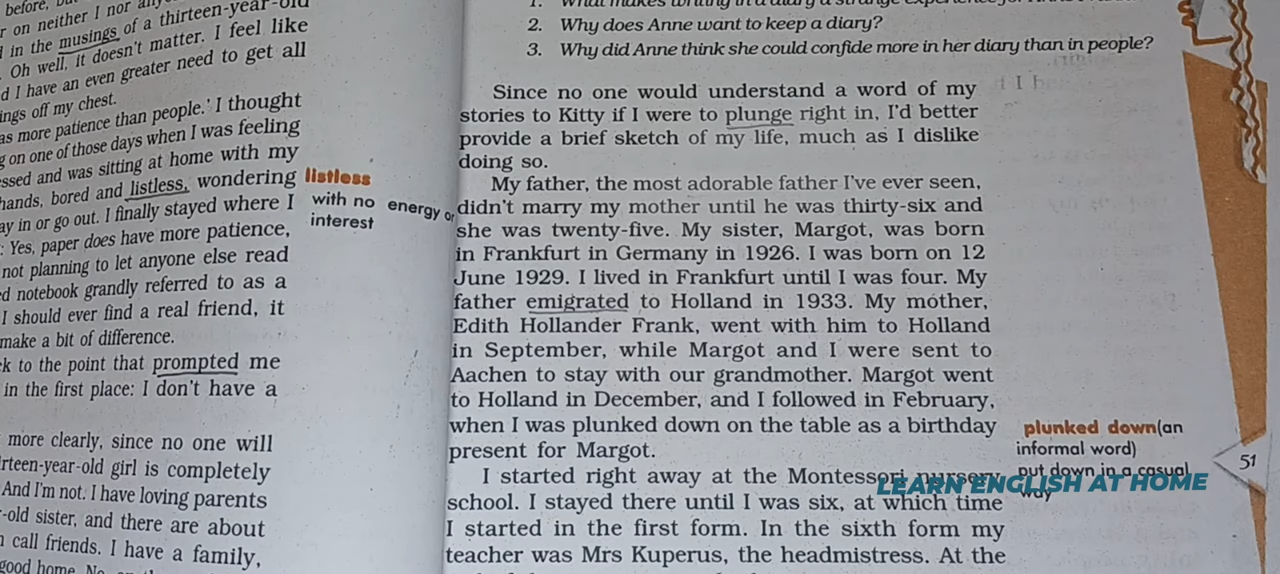 before,
on neither I nor
in the musings of a thirteen-year-old
Oh well, it doesn't matter. I feel like
d I have an even greater need to get all
ings off my chest.
as more patience than people.' I thought
g on one of those days when I was feeling
essed and was sitting at home with my
hands, bored and listless, wondering
ay in or go out. I finally stayed where I
: Yes, paper does have more patience,
not planning to let anyone else read
d notebook grandly referred to as a
I should ever find a real friend, it
make a bit of difference.
k to the point that prompted me
in the first place: I don't have a
more clearly, since no one will
rteen-year-old girl is completely
And I'm not. I have loving parents
-old sister, and there are about
call friends. I have a family,
good home. No,
listless
with no energy or
interest
1. What makes writing in a diary a strange experience for Anne
2. Why does Anne want to keep a diary?
3. Why did Anne think she could confide more in her diary than in people?
Since no one would understand a word of my
stories to Kitty if I were to plunge right in, I'd better
provide a brief sketch of my life, much as I dislike
doing so.
My father, the most adorable father I've ever seen,
didn't marry my mother until he was thirty-six and
she was twenty-five. My sister, Margot, was born
in Frankfurt in Germany in 1926. I was born on 12
June 1929. I lived in Frankfurt until I was four. My
father emigrated to Holland in 1933. My mother,
Edith Hollander Frank, went with him to Holland
in September, while Margot and I were sent to
Aachen to stay with our grandmother. Margot went
to Holland in December, and I followed in February,
when I was plunked down on the table as a birthday
present for Margot.
I started right away at the Montessori nursery
school. I stayed there until I was six, at which time
I started in the first form. In the sixth form my
teacher was Mrs Kuperus, the headmistress. At the
plunked down(an
informal word)
put down in a casual
way
LEARN ENGLISH AT HOME
51